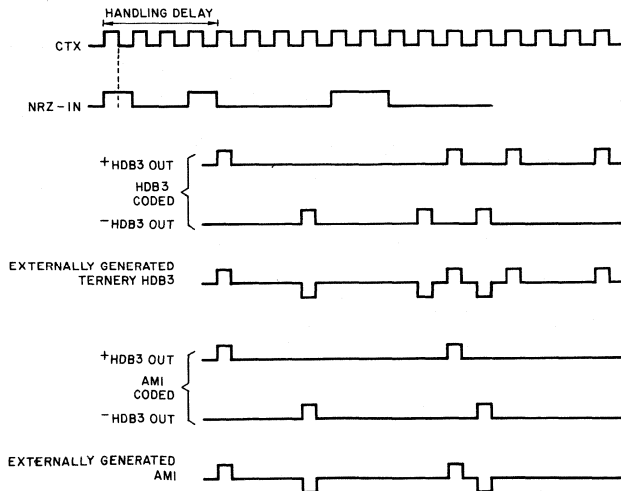 HANDLING DELAY
CTX
NRZ-IN
+HDB3 OUT
HDB3
CODED
-HDB3 OUT
EXTERNALLY GENERATED
TERNERY HDB3
+HDB3 OUT
AMI
CODED
-HDB3 OUT
EXTERNALLY GENERATED
AMI